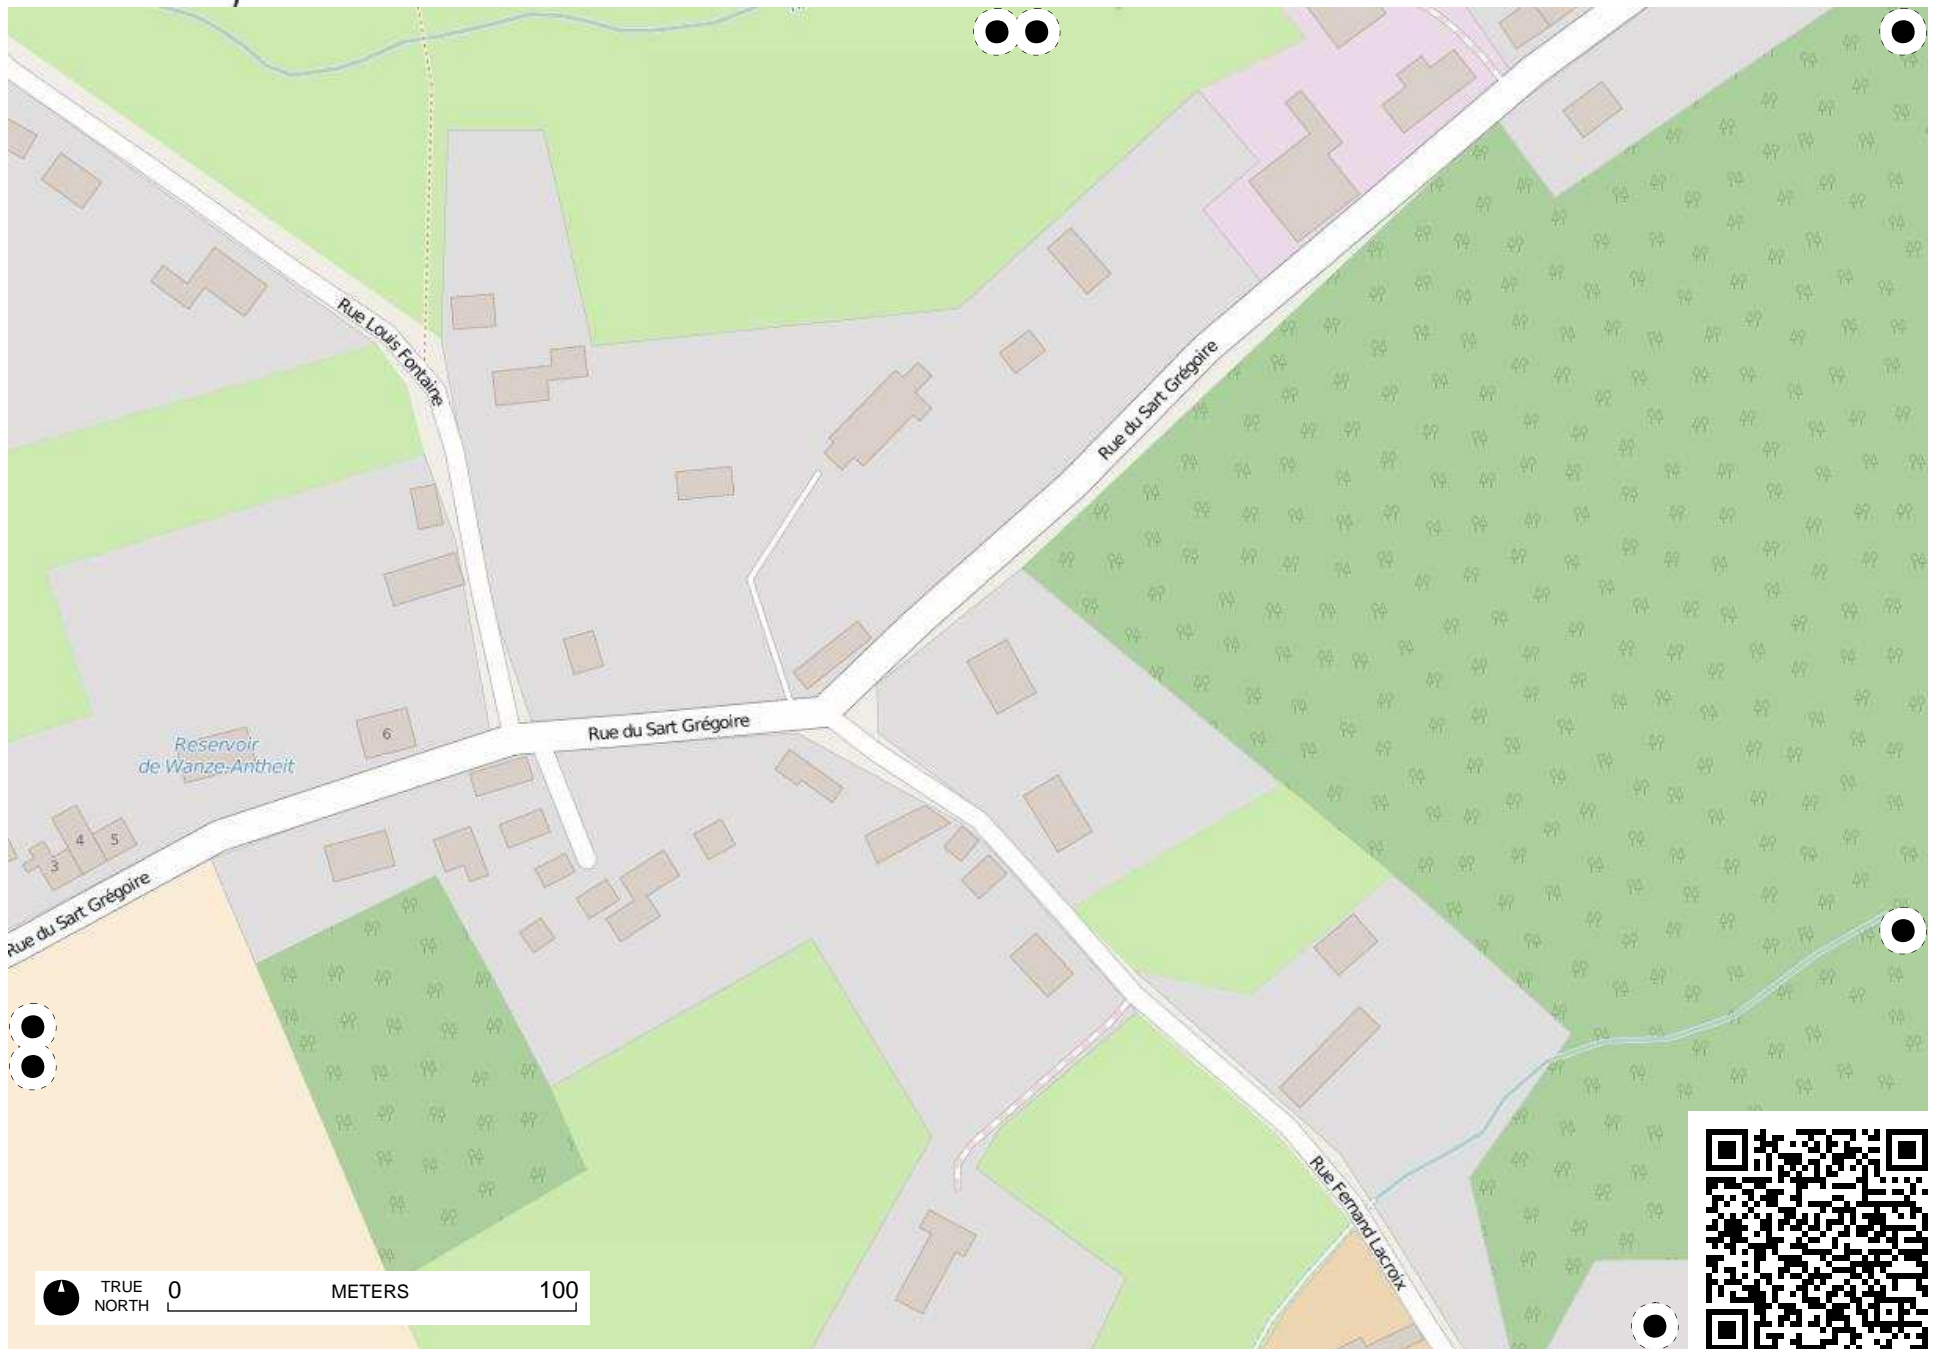 Rue Louis Fontaine
Rue du Sart Grégoire
Rue du Sart Grégoire
6
Reservoir
de Wanze-Antheit
4
5
3
Rue du Sart Grégoire
Rue Fernand Lacroix
TRUE
NORTH
0 METERS 100